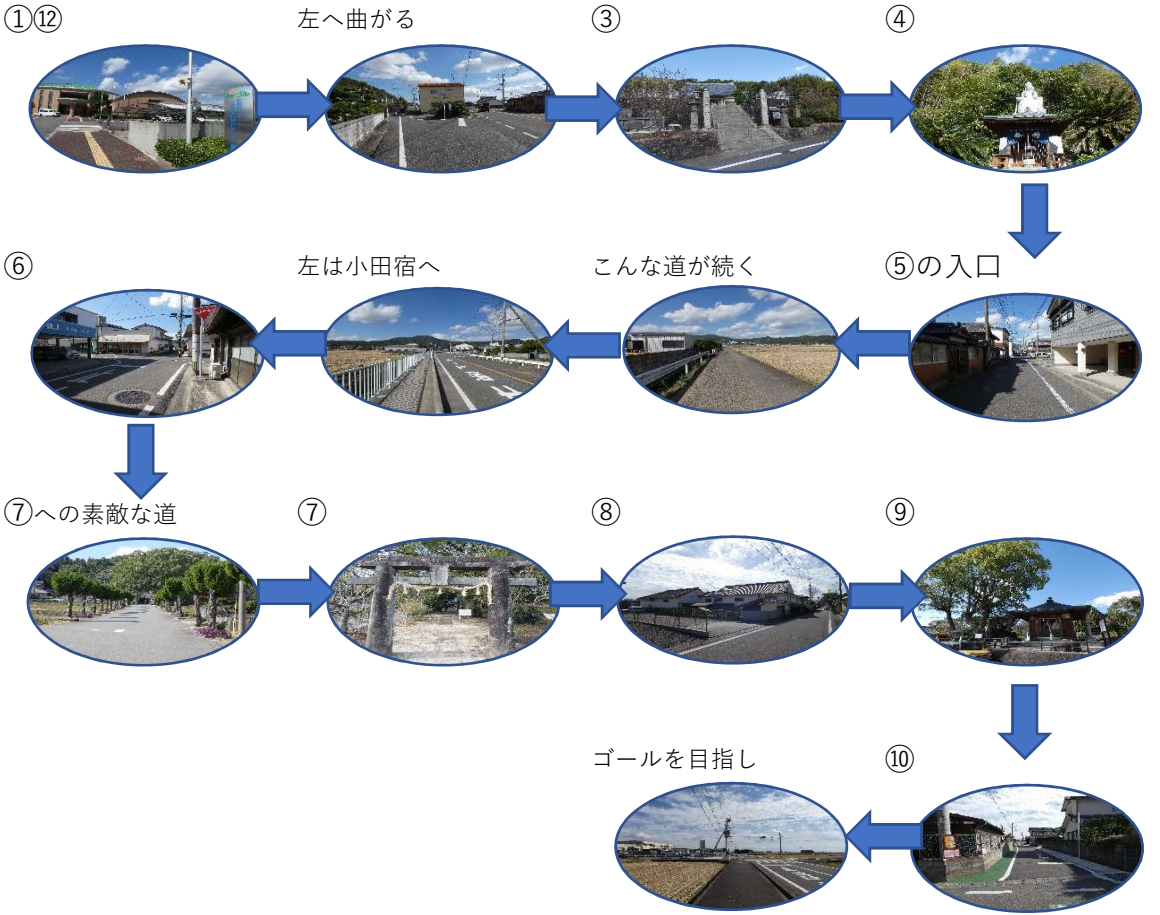 ①⑫
左へ曲がる
③
④
⑤の入口
こんな道が続く
左は小田宿へ
⑥
⑦への素敵な道
⑦
⑧
⑨
⑩
ゴールを目指し